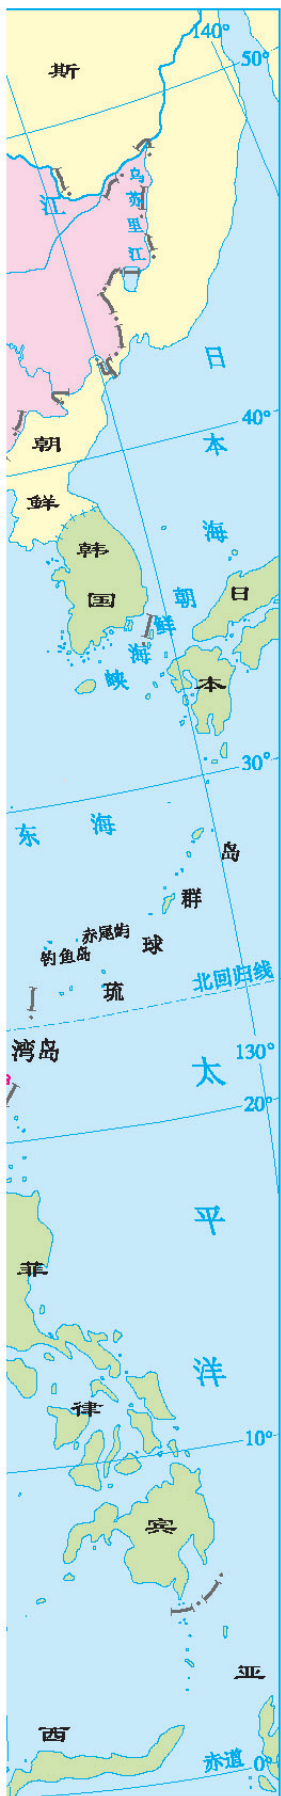 140°
50°
斯
乌苏里江
江
日本海
40°
朝鲜
韩国
日本
朝鲜海峡
30°
东海
琉球群岛
赤尾屿
钓鱼岛
北回归线
湾岛
130°
20°
太平洋
菲律宾
10°
亚
西
赤道
0°